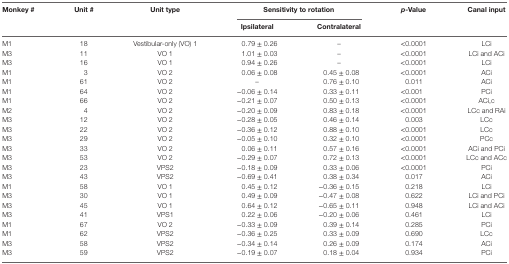 Monkey # Unit # Unit type Sensitivity to rotation p-Value Canal input
Ipsilateral Contralateral
M1 18 Vestibular-only (VO) 1 0.79 ± 0.26 – <0.0001 LCi
M3 11 VO 1 1.01 ± 0.03 – <0.0001 LCi and ACi
M3 16 VO 1 0.94 ± 0.26 – <0.0001 LCi
M1 3 VO 2 0.06 ± 0.08 0.45 ± 0.08 <0.0001 ACi
M1 61 VO 2 – 0.76 ± 0.10 0.011 ACi
M1 64 VO 2 −0.06 ± 0.14 0.33 ± 0.11 <0.001 PCi
M1 66 VO 2 −0.21 ± 0.07 0.50 ± 0.13 <0.0001 ACLc
M2 4 VO 2 −0.20 ± 0.09 0.83 ± 0.18 <0.0001 LCc and RAi
M3 12 VO 2 −0.28 ± 0.05 0.46 ± 0.14 0.003 LCc
M3 22 VO 2 −0.36 ± 0.12 0.88 ± 0.10 <0.0001 LCc
M3 29 VO 2 −0.05 ± 0.10 0.32 ± 0.10 <0.0001 PCc
M3 33 VO 2 0.06 ± 0.11 0.57 ± 0.16 <0.0001 ACi and PCi
M3 53 VO 2 −0.29 ± 0.07 0.72 ± 0.13 <0.0001 LCc and ACc
M3 23 VPS2 −0.18 ± 0.09 0.33 ± 0.06 <0.0001 PCi
M3 43 VPS2 −0.69 ± 0.41 0.38 ± 0.34 0.017 ACi
M1 58 VO 1 0.45 ± 0.12 −0.36 ± 0.15 0.218 LCi
M3 30 VO 1 0.49 ± 0.09 −0.47 ± 0.08 0.622 LCi and PCi
M3 45 VO 1 0.64 ± 0.12 −0.65 ± 0.11 0.948 LCi and ACi
M3 41 VPS1 0.22 ± 0.06 −0.20 ± 0.06 0.461 LCi
M1 67 VO 2 −0.33 ± 0.09 0.39 ± 0.14 0.285 PCi
M1 62 VPS2 −0.36 ± 0.25 0.33 ± 0.09 0.690 LCc
M3 58 VPS2 −0.34 ± 0.14 0.26 ± 0.09 0.174 ACi
M3 59 VPS2 −0.19 ± 0.07 0.18 ± 0.04 0.934 PCi